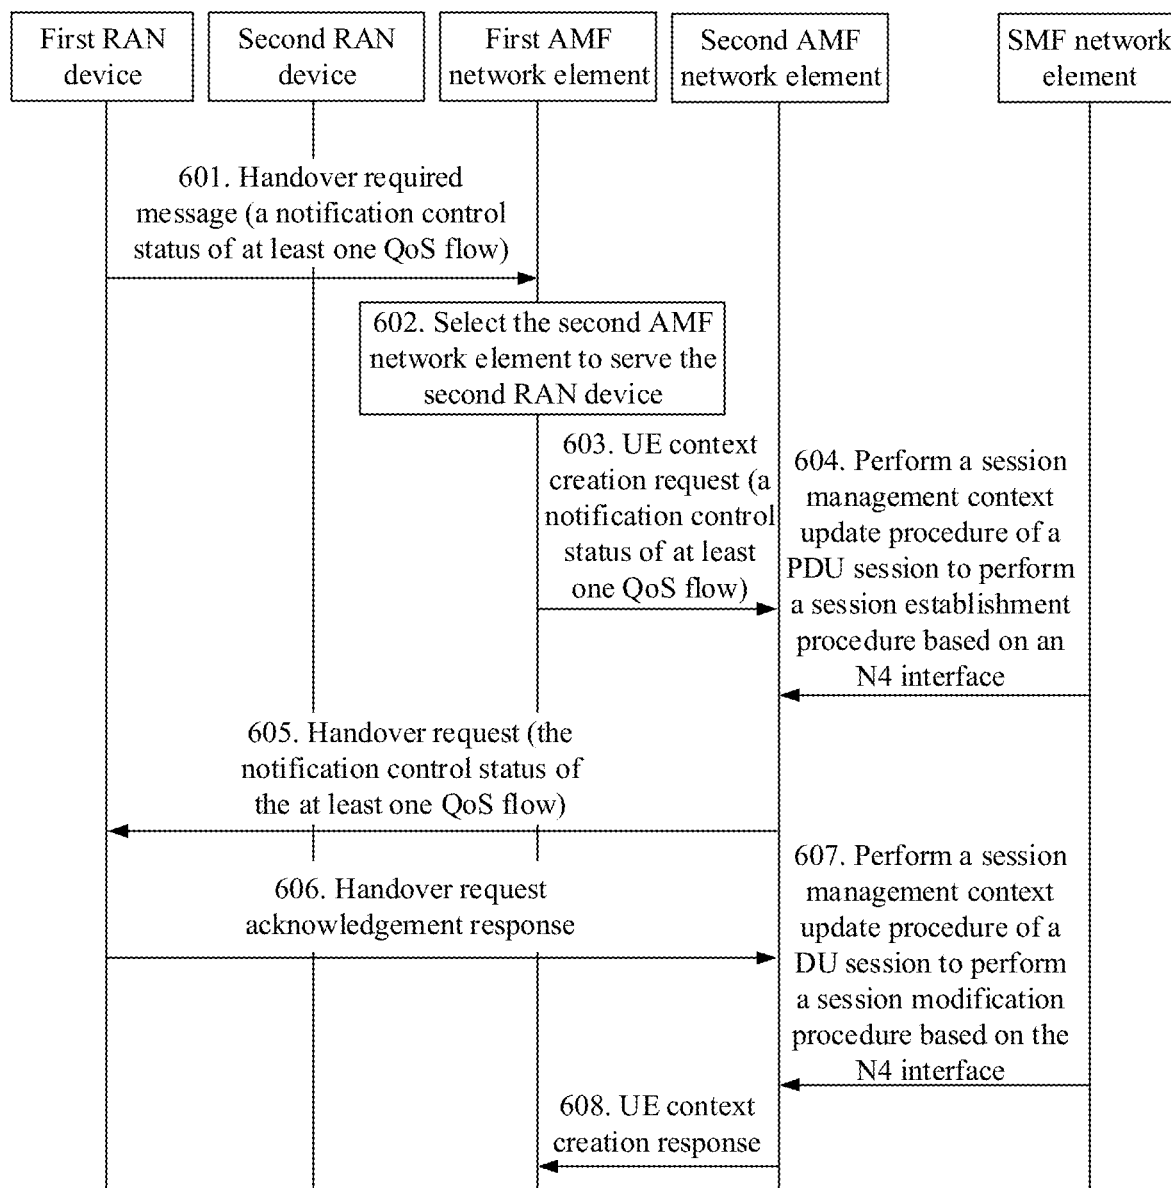 First RAN
device
Second RAN
device
First AMF
network element
Second AMF
network element
SMF network
element
601. Handover required
message (a notification control
status of at least one QoS flow)
602. Select the second AMF
network element to serve the
second RAN device
603. UE context
creation request (a
notification control
status of at least
one QoS flow)
604. Perform a session
management context
update procedure of a
PDU session to perform
a session establishment
procedure based on an
N4 interface
605. Handover request (the
notification control status of
the at least one QoS flow)
606. Handover request
acknowledgement response
607. Perform a session
management context
update procedure of a
DU session to perform
a session modification
procedure based on the
N4 interface
608. UE context
creation response